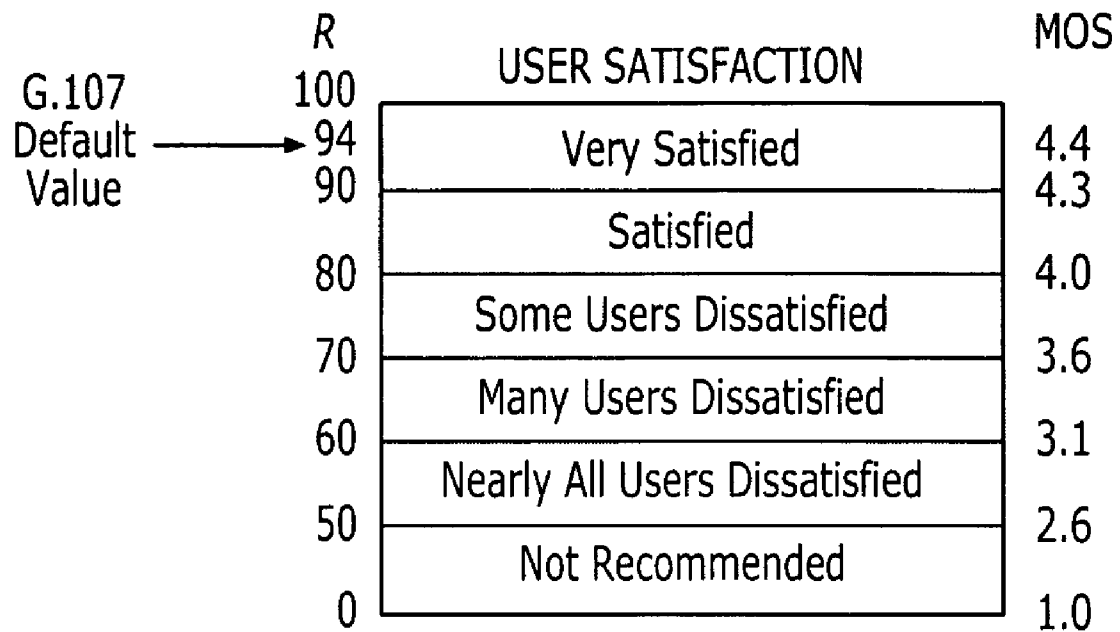 R
MOS
USER SATISFACTION
G.107
Default
Value
100
94
Very Satisfied
4.4
90
4.3
Satisfied
80
4.0
Some Users Dissatisfied
70
3.6
Many Users Dissatisfied
60
3.1
Nearly All Users Dissatisfied
50
2.6
Not Recommended
0
1.0